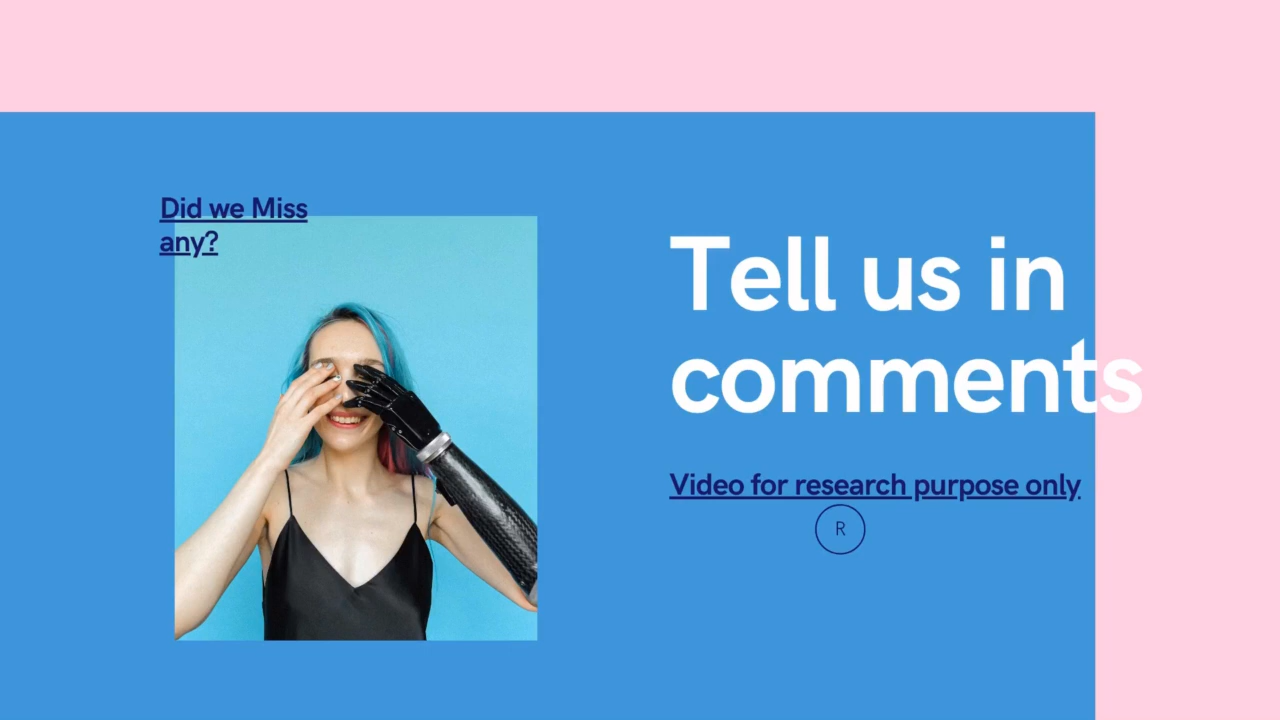 Did we Miss
any?
Tell us in
comments
Video for research purpose only
R